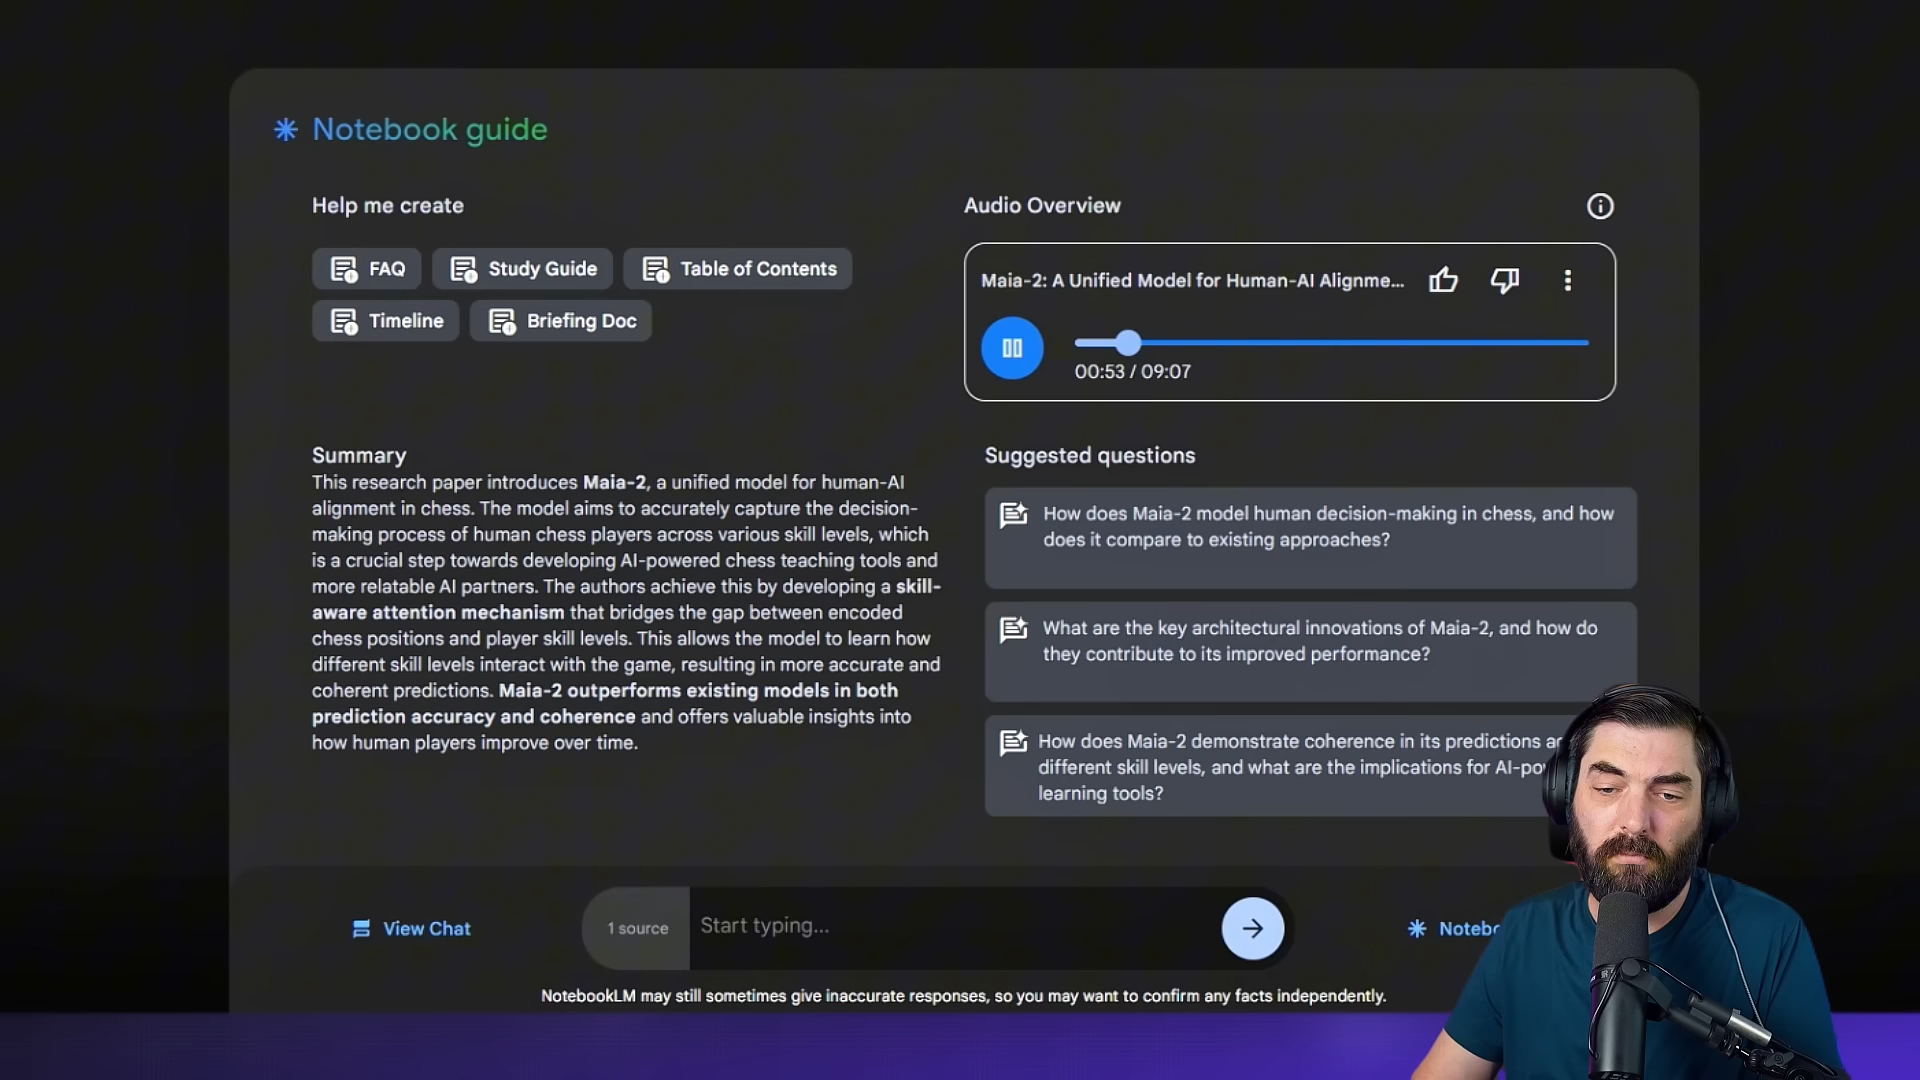 Notebook guide
Help me create
FAQ
Study Guide
Table of Contents
Timeline
Briefing Doc
Audio Overview
Maia-2: A Unified Model for Human-AI Alignme...
00:53 / 09:07
Summary
This research paper introduces Maia-2, a unified model for human-AI
alignment in chess. The model aims to accurately capture the decision-
making process of human chess players across various skill levels, which
is a crucial step towards developing AI-powered chess teaching tools and
more relatable AI partners. The authors achieve this by developing a skill-
aware attention mechanism that bridges the gap between encoded
chess positions and player skill levels. This allows the model to learn how
different skill levels interact with the game, resulting in more accurate and
coherent predictions. Maia-2 outperforms existing models in both
prediction accuracy and coherence and offers valuable insights into
how human players improve over time.
Suggested questions
How does Maia-2 model human decision-making in chess, and how
does it compare to existing approaches?
What are the key architectural innovations of Maia-2, and how do
they contribute to its improved performance?
How does Maia-2 demonstrate coherence in its predictions
different skill levels, and what are the implications for
learning tools?
View Chat
1 source
Start typing...
NotebookLM may still sometimes give inaccurate responses, so you may want to confirm any facts independently.